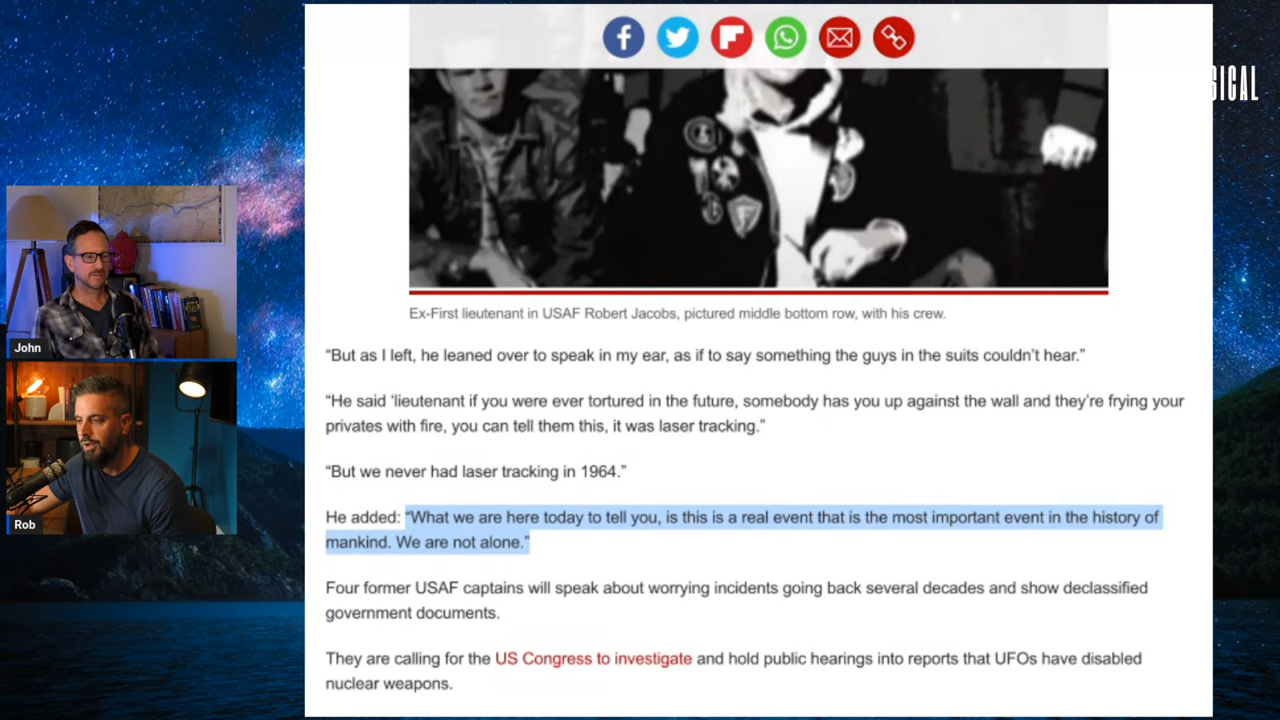 SICAL
Ex-First lieutenant in USAF Robert Jacobs, pictured middle bottom row, with his crew.
“But as I left, he leaned over to speak in my ear, as if to say something the guys in the suits couldn’t hear.”
“He said ‘lieutenant if you were ever tortured in the future, somebody has you up against the wall and they’re frying your
privates with fire, you can tell them this, it was laser tracking.”
“But we never had laser tracking in 1964.”
He added: “What we are here today to tell you, is this is a real event that is the most important event in the history of
mankind. We are not alone.”
Four former USAF captains will speak about worrying incidents going back several decades and show declassified
government documents.
They are calling for the US Congress to investigate and hold public hearings into reports that UFOs have disabled
nuclear weapons.
John
Rob